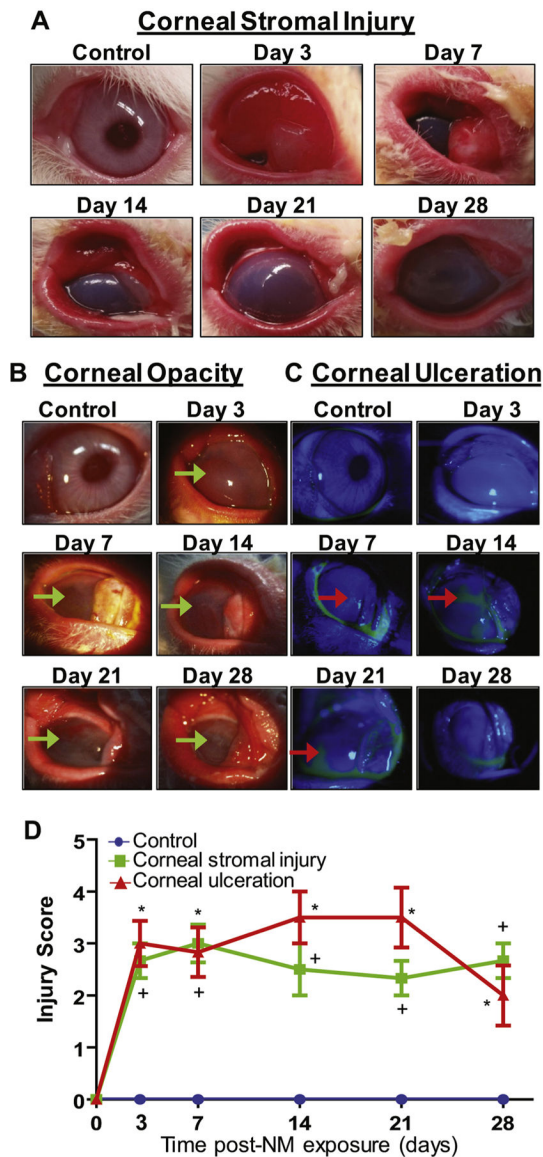 A Corneal Stromal Injury
Control Day 3 Day 7
Day 14 Day 21 Day 28
B Corneal Opacity C Corneal Ulceration
Control Day 3 Control Day 3
Day 7 Day 14 Day 7 Day 14
Day 21 Day 28 Day 21 Day 28
D
Control
Corneal stromal injury
Corneal ulceration
Injury Score
5
4
3
2
1
0
* * * * *
+ + + + +
0 3 7 14 21 28
Time post-NM exposure (days)